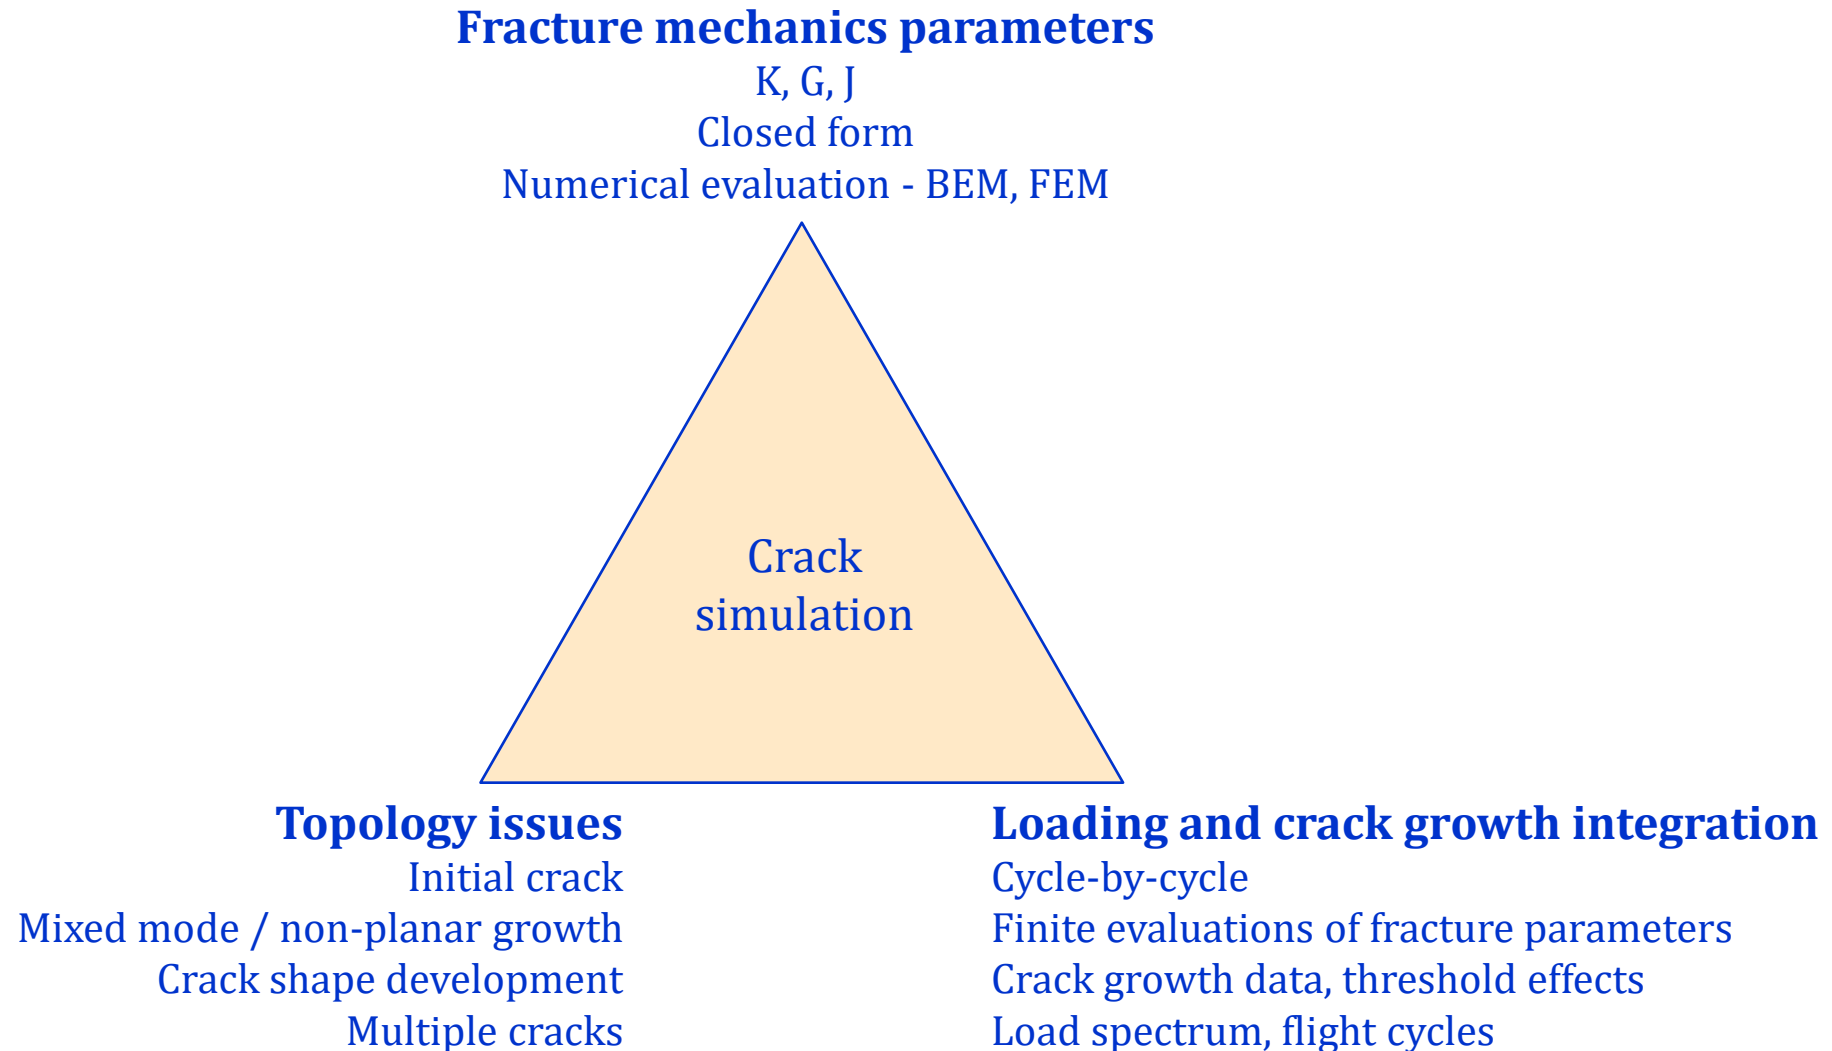 Fracture mechanics parameters
K, G, J
Closed form
Numerical evaluation - BEM, FEM
Crack
simulation
Topology issues
Initial crack
Mixed mode / non-planar growth
Crack shape development
Multiple cracks
Loading and crack growth integration
Cycle-by-cycle
Finite evaluations of fracture parameters
Crack growth data, threshold effects
Load spectrum, flight cycles